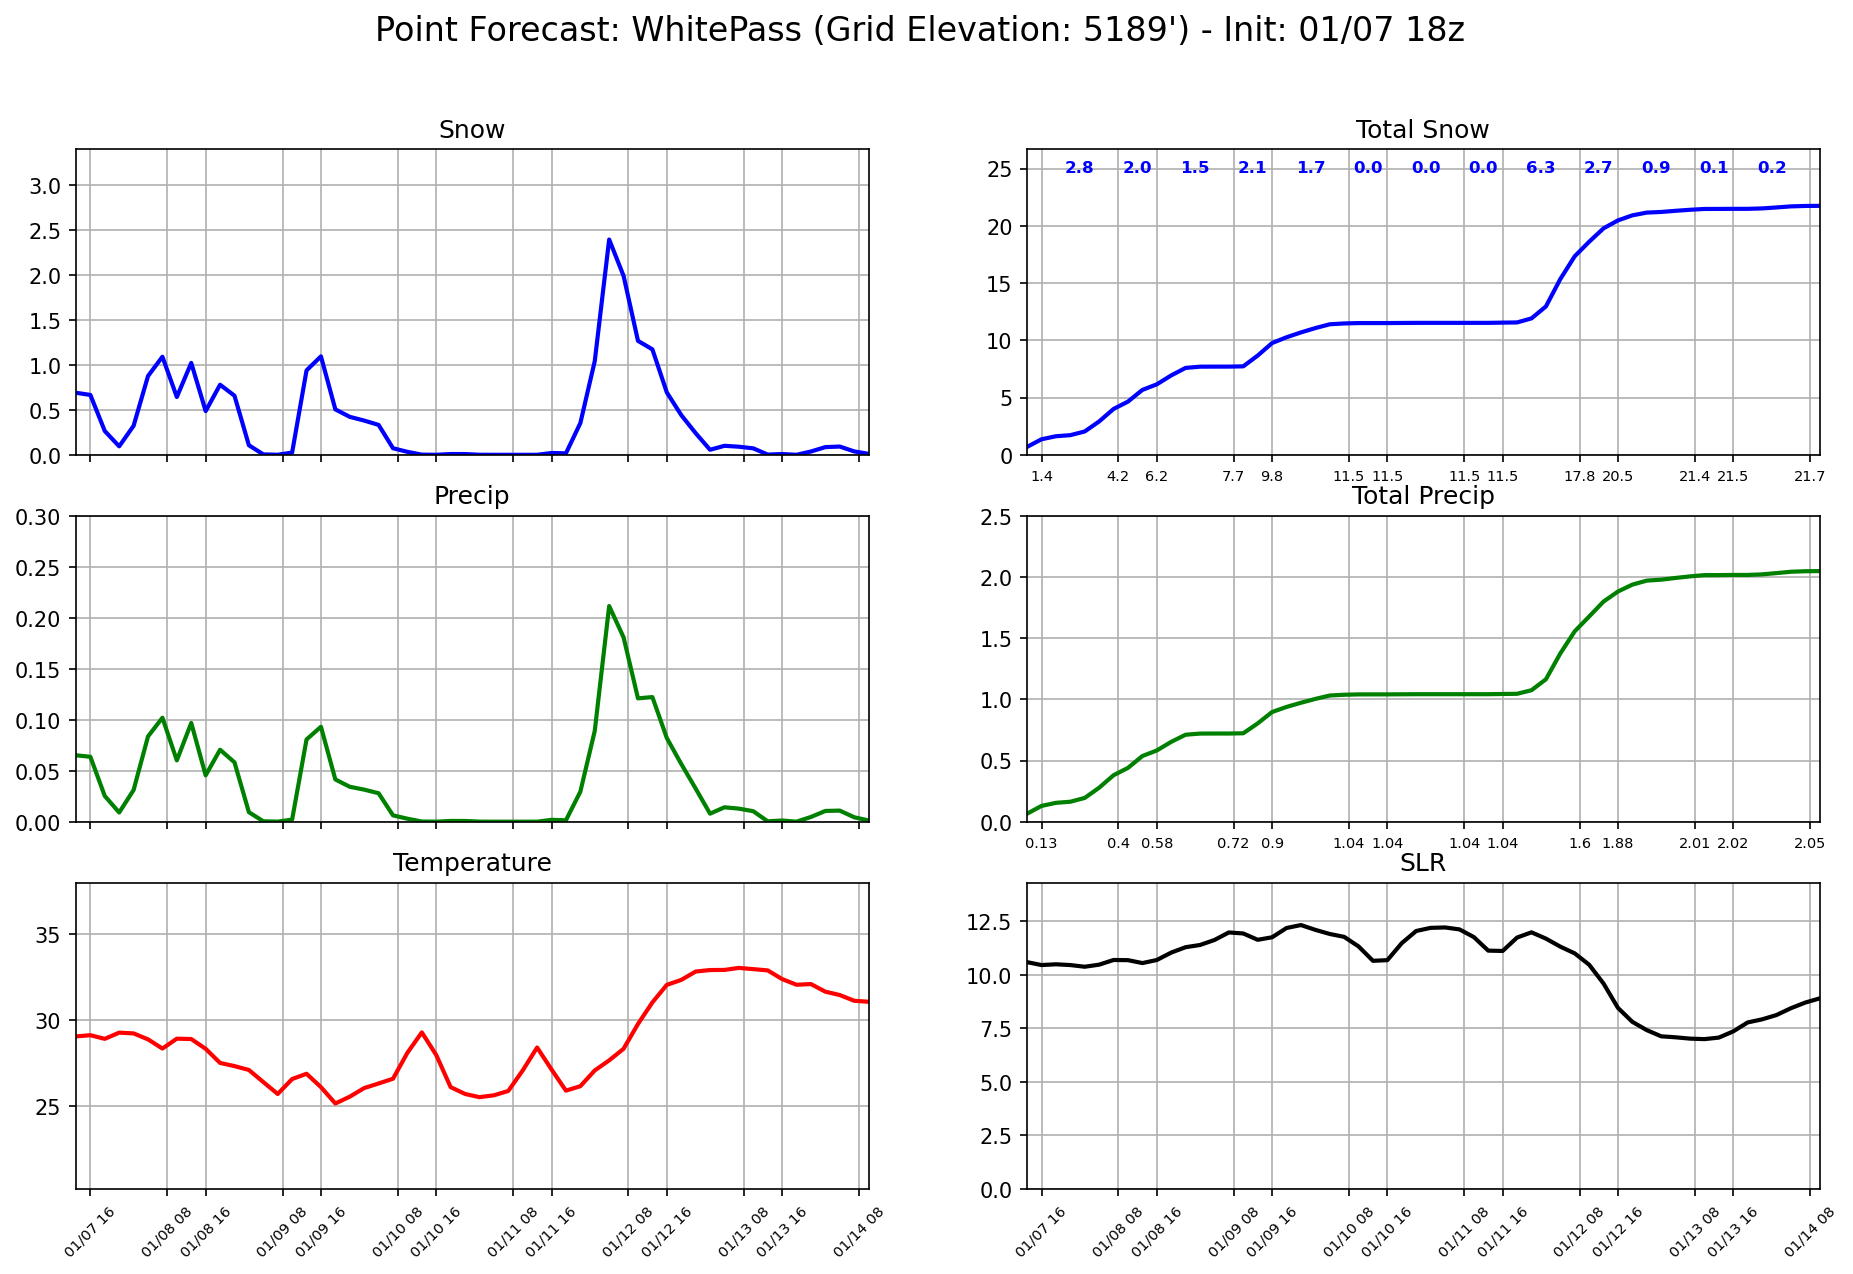 Point Forecast: WhitePass (Grid Elevation: 5189') - Init: 01/07 18z
Snow
3.0
2.5
2.0
1.5
1.0
0.5
0.0
Total Snow
2.8 2.0 1.5 2.1 1.7 0.0 0.0 0.0 6.3 2.7 0.9 0.1 0.2
25
20
15
10
5
0
1.4 4.2 6.2 7.7 9.8 11.5 11.5 11.5 11.5 17.8 20.5 21.4 21.5 21.7
Precip
0.30
0.25
0.20
0.15
0.10
0.05
0.00
Total Precip
2.5
2.0
1.5
1.0
0.5
0.0
0.13 0.4 0.58 0.72 0.9 1.04 1.04 1.04 1.04 1.6 1.88 2.01 2.02 2.05
Temperature
35
30
25
01/07 16 01/08 08 01/08 16 01/09 08 01/09 16 01/10 08 01/10 16 01/11 08 01/11 16 01/12 08 01/12 16 01/13 08 01/13 16 01/14 08
SLR
12.5
10.0
7.5
5.0
2.5
0.0
01/07 16 01/08 08 01/08 16 01/09 08 01/09 16 01/10 08 01/10 16 01/11 08 01/11 16 01/12 08 01/12 16 01/13 08 01/13 16 01/14 08